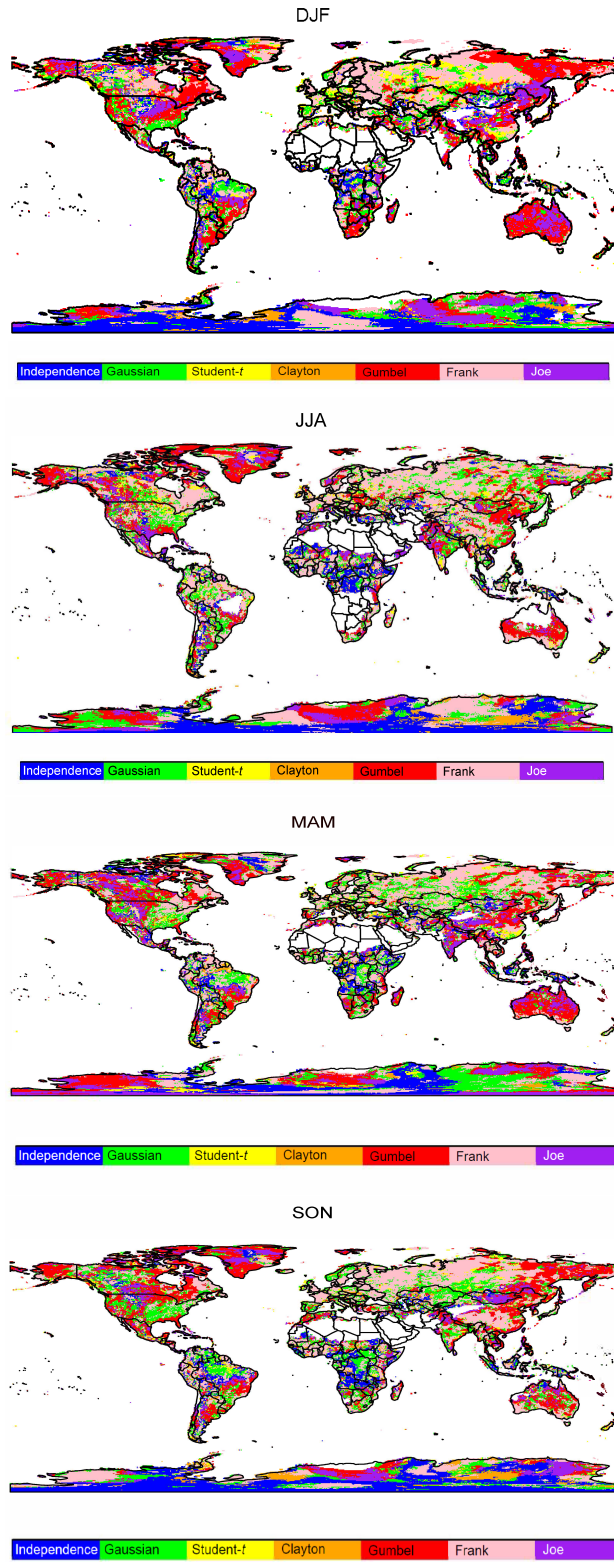 DJF
Independence Gaussian Student-t Clayton Gumbel Frank Joe
JJA
Independence Gaussian Student-t Clayton Gumbel Frank Joe
MAM
Independence Gaussian Student-t Clayton Gumbel Frank Joe
SON
Independence Gaussian Student-t Clayton Gumbel Frank Joe